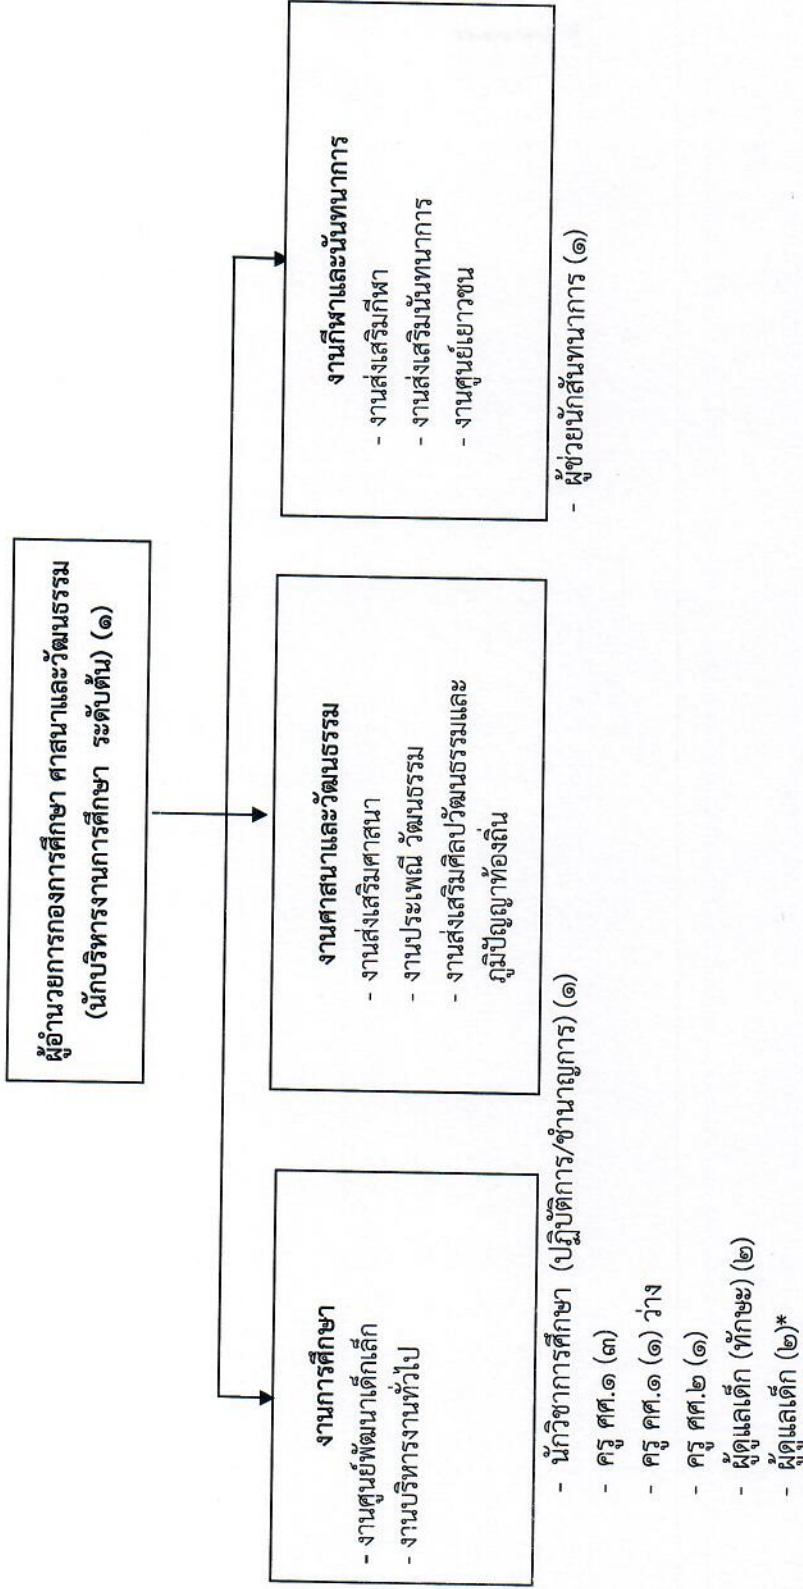 ผู้อำนวยการกองการศึกษา ศาสนาและวัฒนธรรม
(นักบริหารงานการศึกษา ระดับต้น) (๑)
งานการศึกษา
- งานศูนย์พัฒนาเด็กเล็ก
- งานบริหารงานทั่วไป
งานศาสนาและวัฒนธรรม
- งานส่งเสริมศาสนา
- งานประเพณี วัฒนธรรม
- งานส่งเสริมศิลปวัฒนธรรมและ
ภูมิปัญญาท้องถิ่น
งานกีฬาและนันทนาการ
- งานส่งเสริมกีฬา
- งานส่งเสริมนันทนาการ
- งานศูนย์เยาวชน
- นักวิชาการศึกษา (ปฏิบัติการ/ชำนาญการ) (๑)
- ครู คศ.๑ (๓)
- ครู คศ.๑ (๑) ว่าง
- ครู คศ.๒ (๑)
- ผู้ดูแลเด็ก (ทักษะ) (๒)
- ผู้ดูแลเด็ก (๒)*
- ผู้ช่วยนักสันทนาการ (๑)